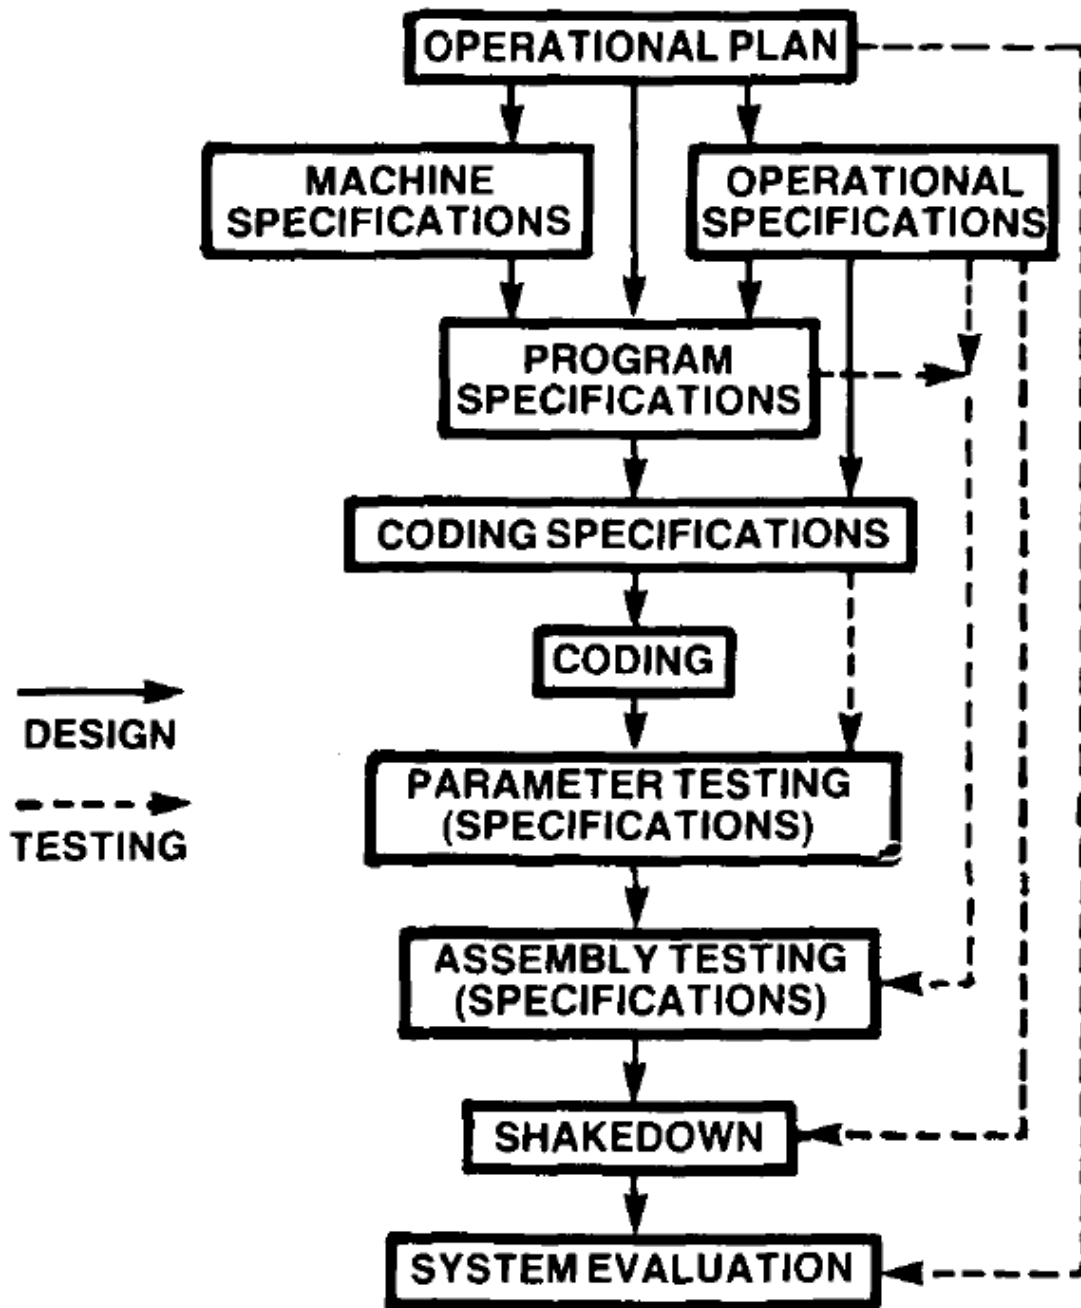 OPERATIONAL PLAN
MACHINE
SPECIFICATIONS
OPERATIONAL
SPECIFICATIONS
PROGRAM
SPECIFICATIONS
CODING SPECIFICATIONS
CODING
DESIGN
TESTING
PARAMETER TESTING
(SPECIFICATIONS)
ASSEMBLY TESTING
(SPECIFICATIONS)
SHAKEDOWN
SYSTEM EVALUATION